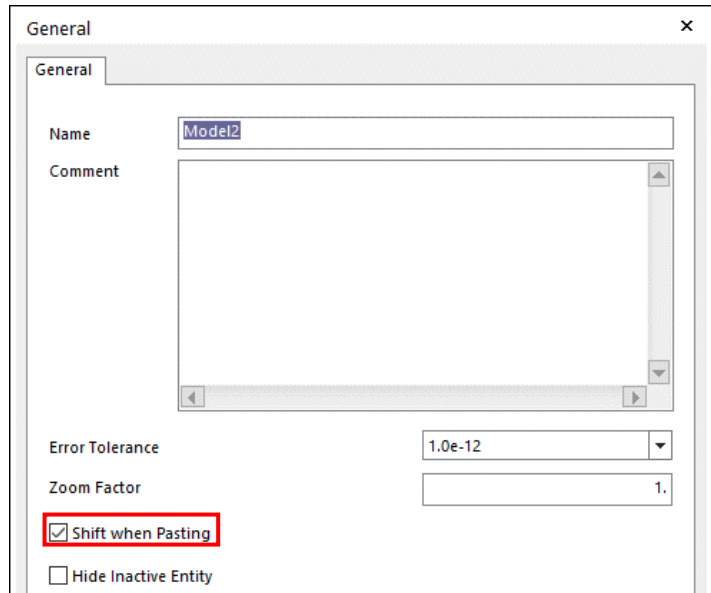 General
General
Name
Model2
Comment
Error Tolerance
1.0e-12
Zoom Factor
1.
Shift when Pasting
Hide Inactive Entity